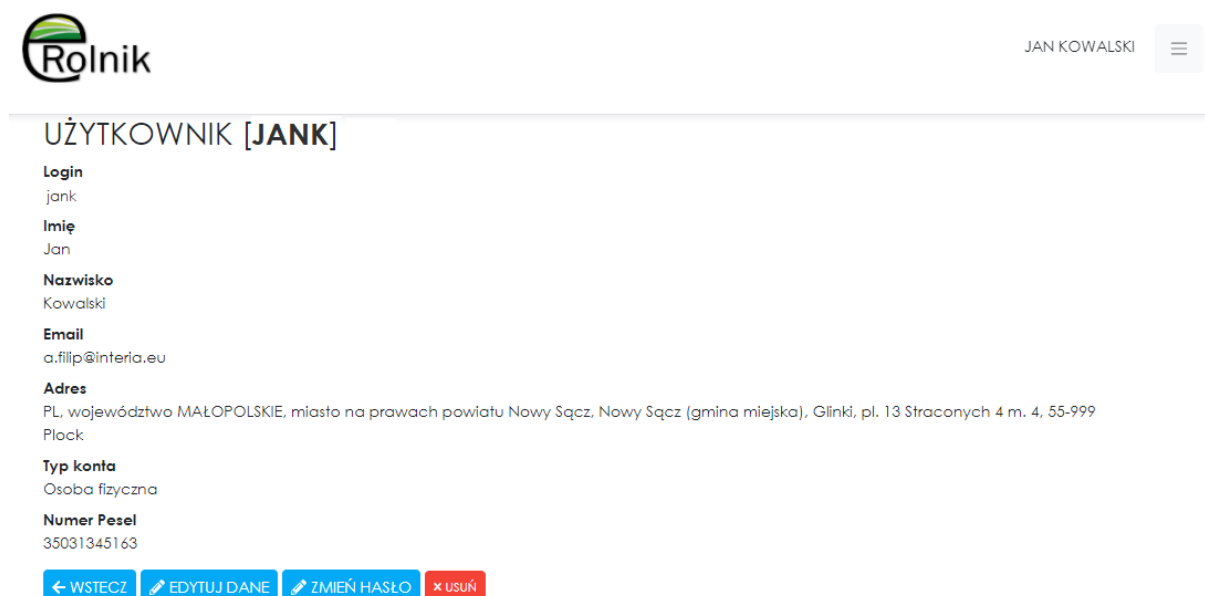 eRolnik
JAN KOWALSKI
UŻYTKOWNIK [JANK]
Login
jank
Imię
Jan
Nazwisko
Kowalski
Email
a.filip@interia.eu
Adres
PL, województwo MAŁOPOLSKIE, miasto na prawach powiatu Nowy Sącz, Nowy Sącz (gmina miejska), Glinki, pl. 13 Straconych 4 m. 4, 55-999
Plock
Typ konta
Osoba fizyczna
Numer Pesel
35031345163
WSTECZ EDYTUJ DANE ZMIEŃ HASŁO × USUŃ